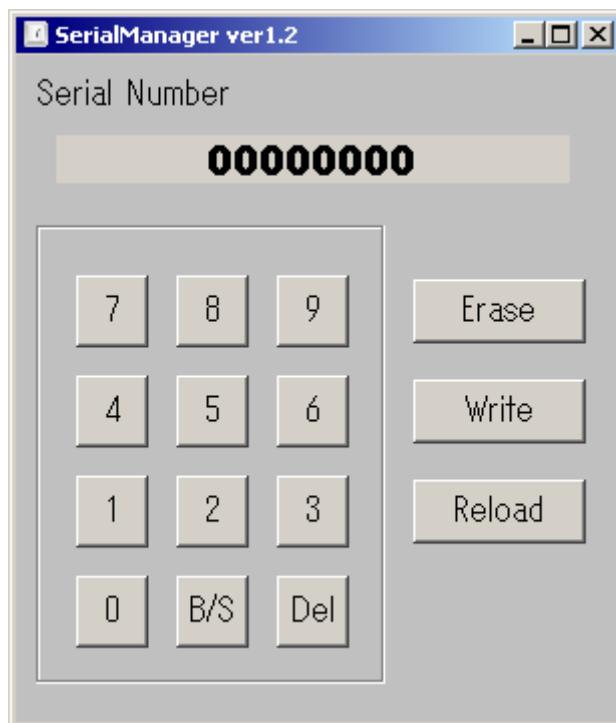 SerialManager ver1.2
Serial Number
00000000
7 8 9 Erase
4 5 6 Write
1 2 3 Reload
0 B/S Del